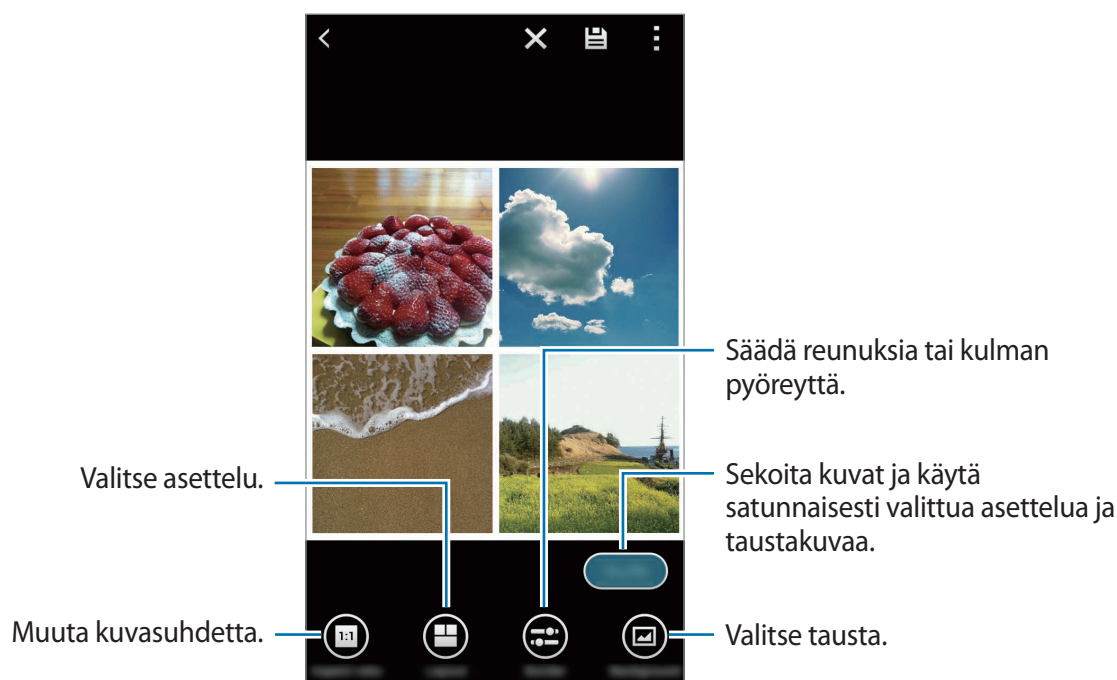 Säädä reunuksia tai kulman
pyöreyttä.
Valitse asettelu.
Sekoita kuvat ja käytä
satunnaisesti valittua asettelua ja
taustakuvaa.
Muuta kuvasuhdetta.
1:1
Valitse tausta.